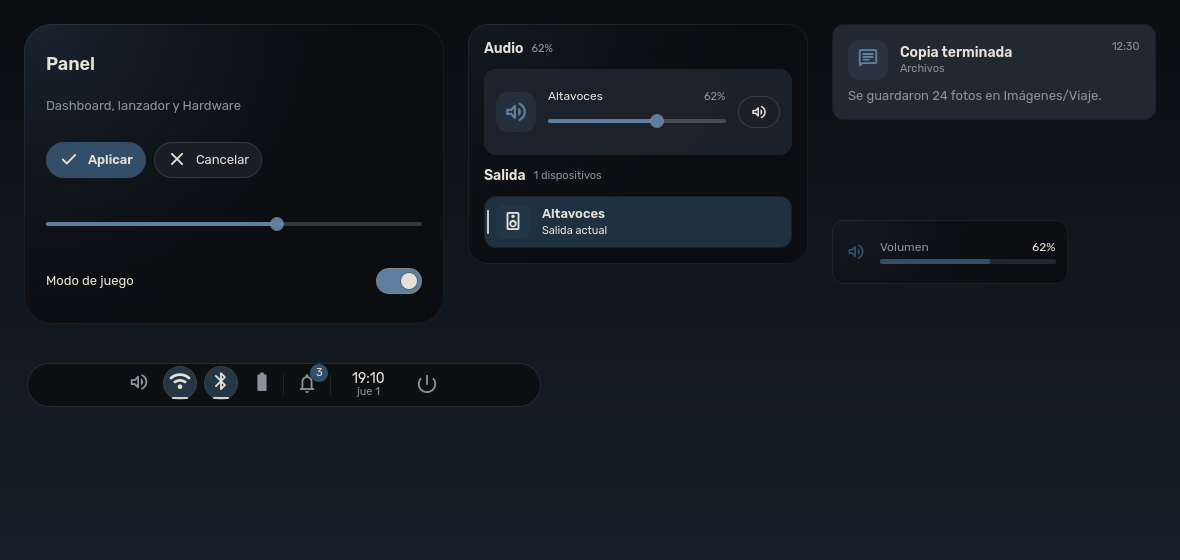 Panel
Dashboard, lanzador y Hardware
Aplicar
Cancelar
Modo de juego
Audio 62%
Altavoces 62%
Salida 1 dispositivos
Altavoces
Salida actual
Copia terminada 12:30
Archivos
Se guardaron 24 fotos en Imágenes/Viaje.
Volumen 62%
3
19:10
jue 1